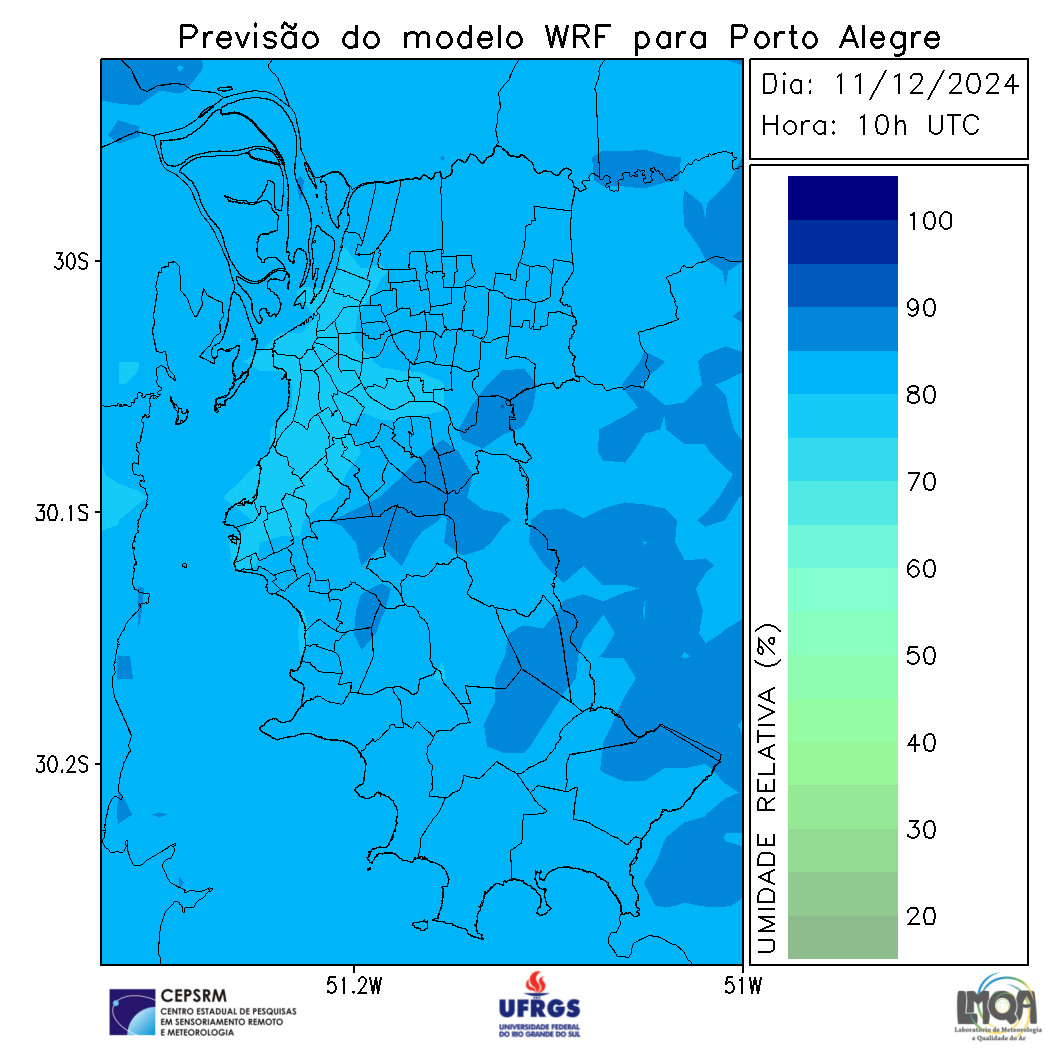 Previsão do modelo WRF para Porto Alegre
Dia: 11/12/2024
Hora: 10h UTC
100
90
80
70
60
50
40
30
20
UMIDADE RELATIVA (%)
30S
30.1S
30.2S
51.2W
51W
CEPSRM
CENTRO ESTADUAL DE PESQUISAS
EM SENSORIAMENTO REMOTO
E METEOROLOGIA
UFRGS
UNIVERSIDADE FEDERAL
DO RIO GRANDE DO SUL
LMQA
Laboratório de Meteorologia
e Qualidade do Ar